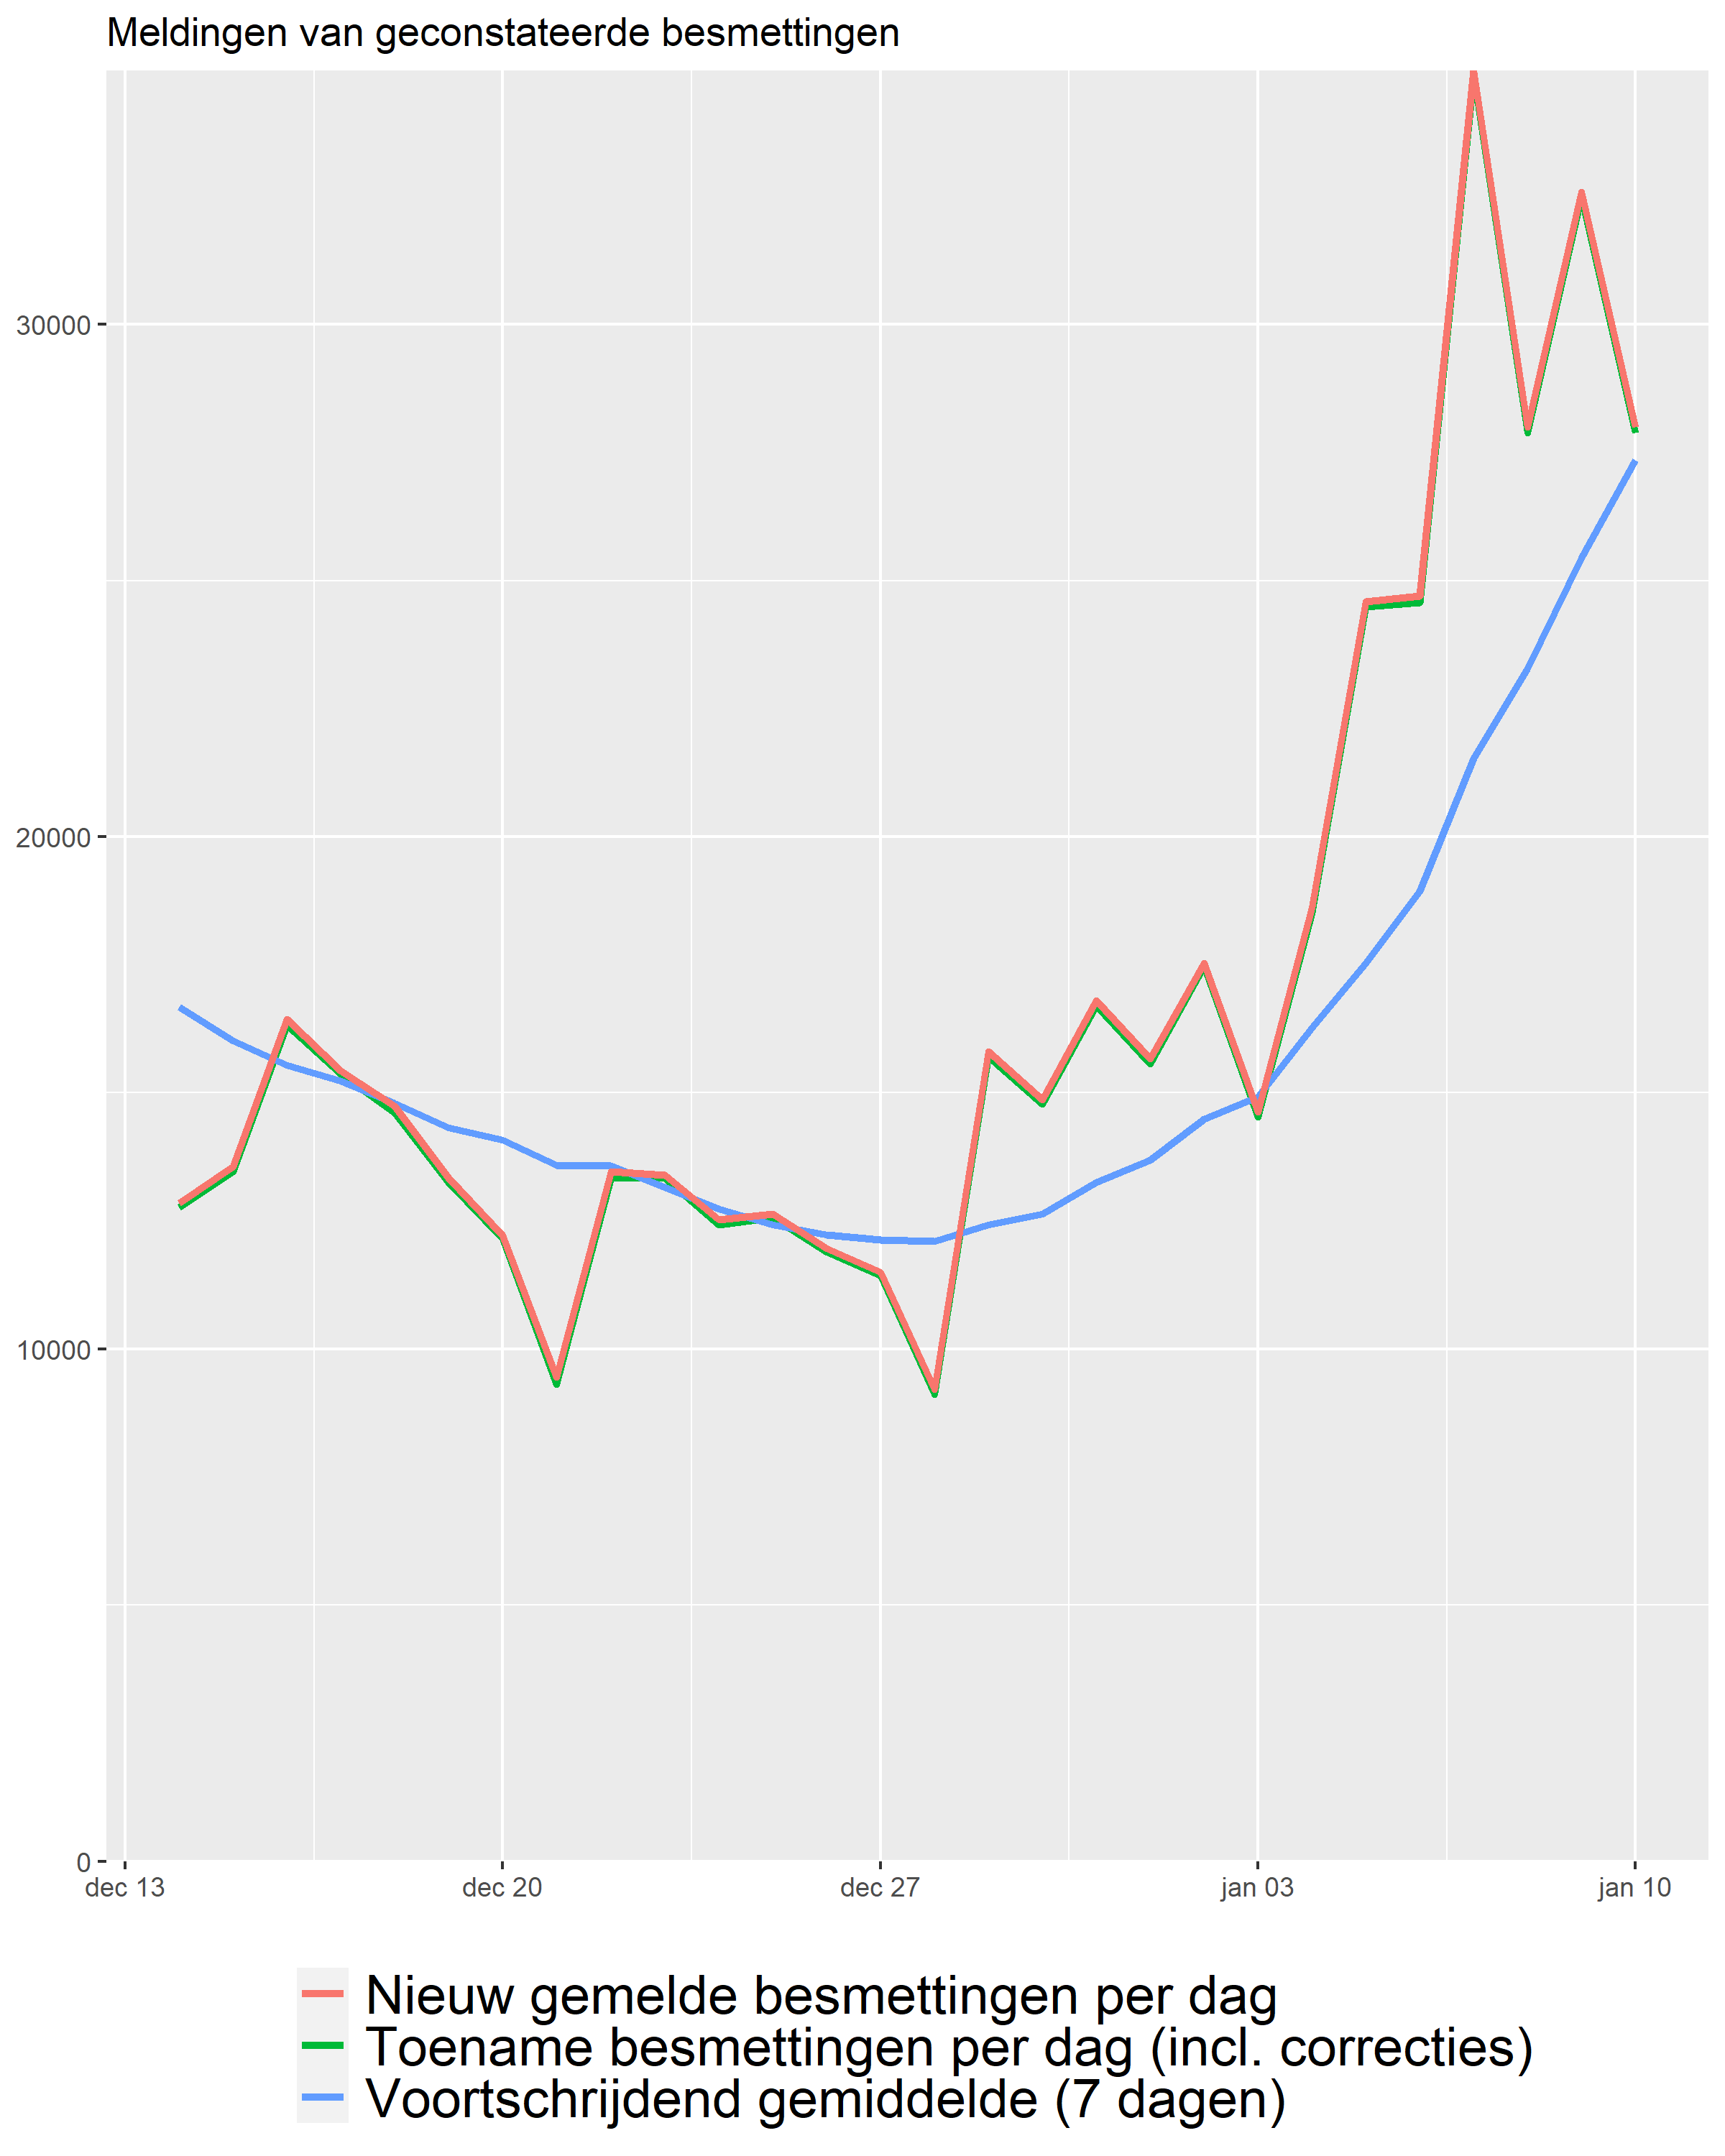 Meldingen van geconstateerde besmettingen
30000
20000
10000
0
dec 13 dec 20 dec 27 jan 03 jan 10
Nieuw gemelde besmettingen per dag
Toename besmettingen per dag (incl. correcties)
Voortschrijdend gemiddelde (7 dagen)